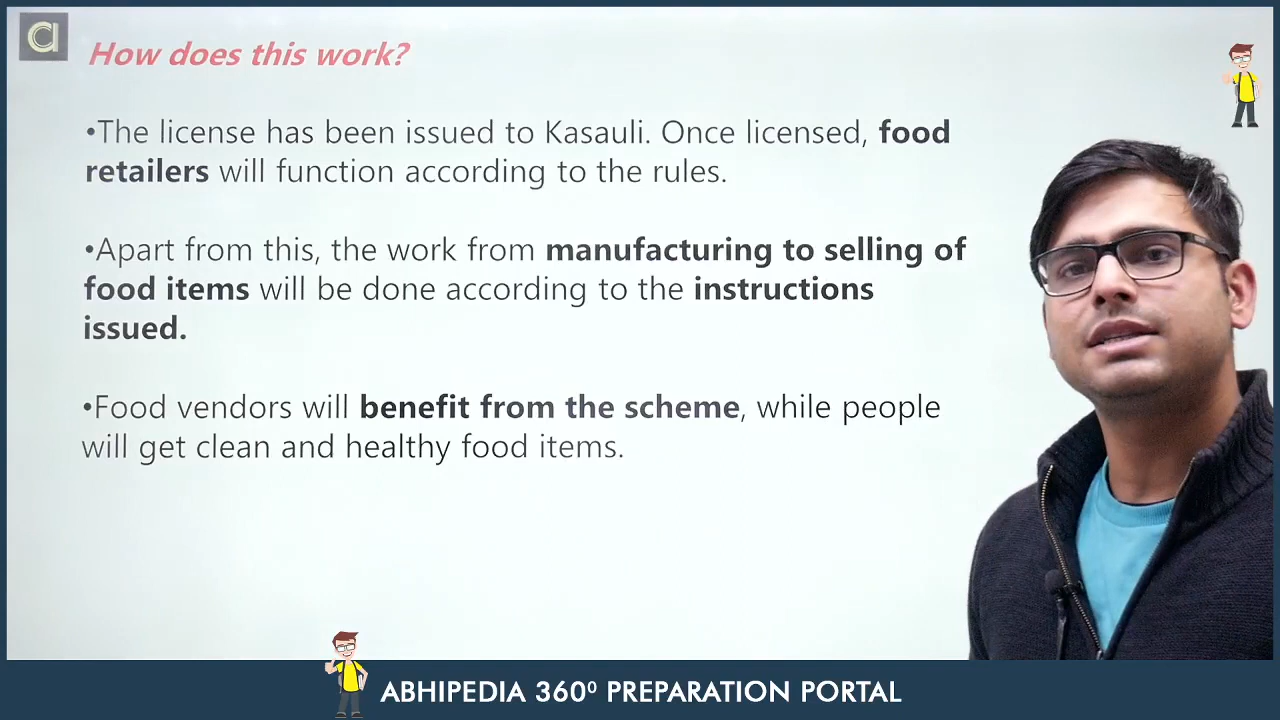 How does this work?
•The license has been issued to Kasauli. Once licensed, food
retailers will function according to the rules.
•Apart from this, the work from manufacturing to selling of
food items will be done according to the instructions
issued.
•Food vendors will benefit from the scheme, while people
will get clean and healthy food items.
ABHIPEDIA 360⁰ PREPARATION PORTAL